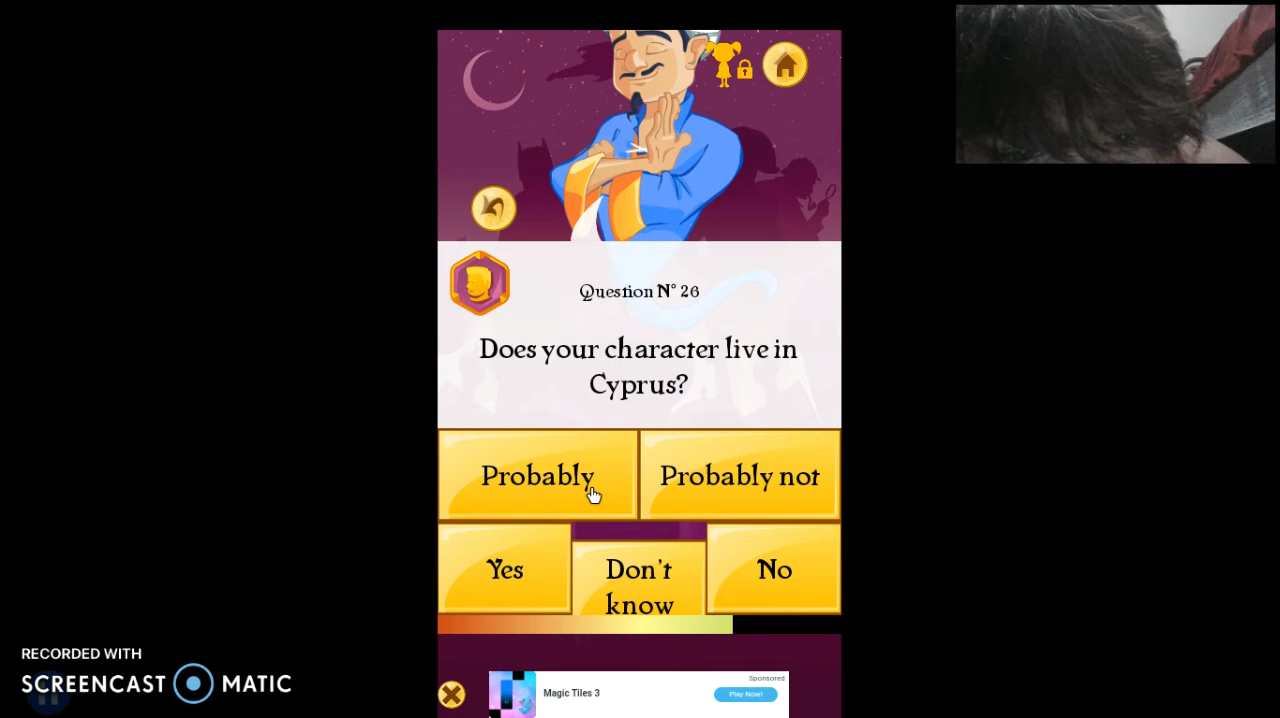 Question N° 26
Does your character live in
Cyprus?
Probably
Probably not
Yes
Don't
know
No
RECORDED WITH
SCREENCAST MATIC
Sponsored
Magic Tiles 3
Play Now!